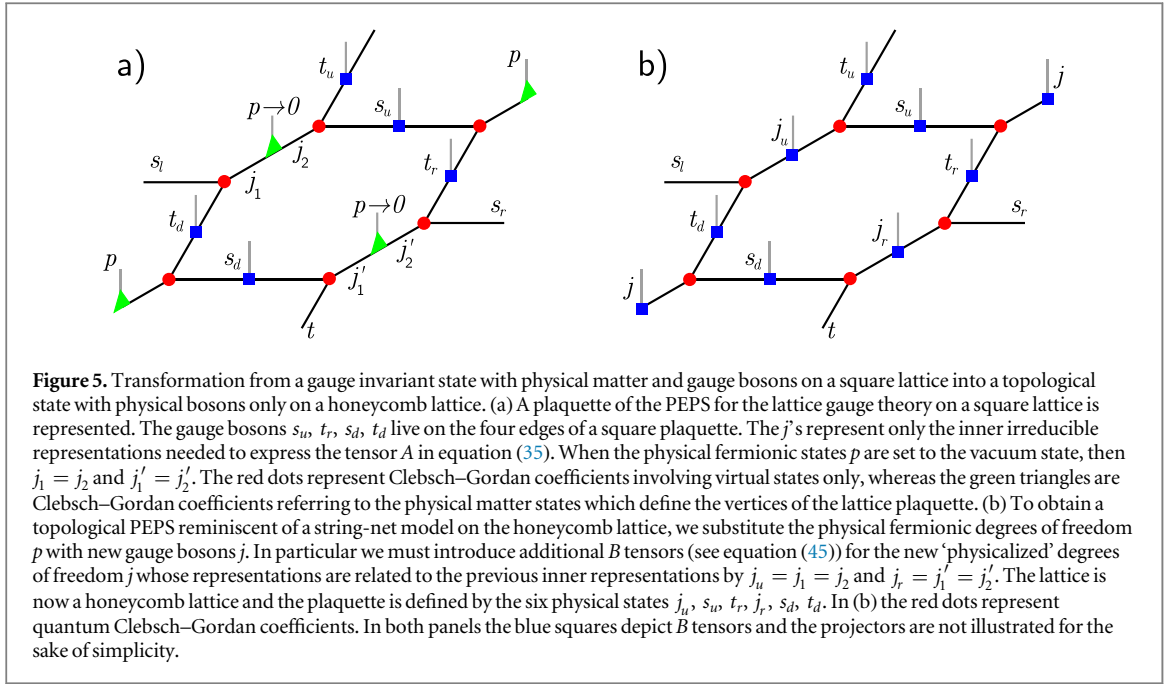 a)
t_u
p
p→0
s_u
j_2
s_l
j_1
t_r
t_d
p→0
s_r
p
s_d
j'_2
j'_1
t
b)
t_u
j
s_u
j_u
s_l
t_r
t_d
s_r
j_r
j
s_d
t
Figure 5. Transformation from a gauge invariant state with physical matter and gauge bosons on a square lattice into a topological
state with physical bosons only on a honeycomb lattice. (a) A plaquette of the PEPS for the lattice gauge theory on a square lattice is
represented. The gauge bosons s_u, t_r, s_d, t_d live on the four edges of a square plaquette. The j's represent only the inner irreducible
representations needed to express the tensor A in equation (35). When the physical fermionic states p are set to the vacuum state, then
j_1 = j_2 and j'_1 = j'_2. The red dots represent Clebsch–Gordan coefficients involving virtual states only, whereas the green triangles are
Clebsch–Gordan coefficients referring to the physical matter states which define the vertices of the lattice plaquette. (b) To obtain a
topological PEPS reminiscent of a string-net model on the honeycomb lattice, we substitute the physical fermionic degrees of freedom
p with new gauge bosons j. In particular we must introduce additional B tensors (see equation (45)) for the new 'physicalized' degrees
of freedom j whose representations are related to the previous inner representations by j_u = j_1 = j_2 and j_r = j'_1 = j'_2. The lattice is
now a honeycomb lattice and the plaquette is defined by the six physical states j_u, s_u, t_r, j_r, s_d, t_d. In (b) the red dots represent
quantum Clebsch–Gordan coefficients. In both panels the blue squares depict B tensors and the projectors are not illustrated for the
sake of simplicity.